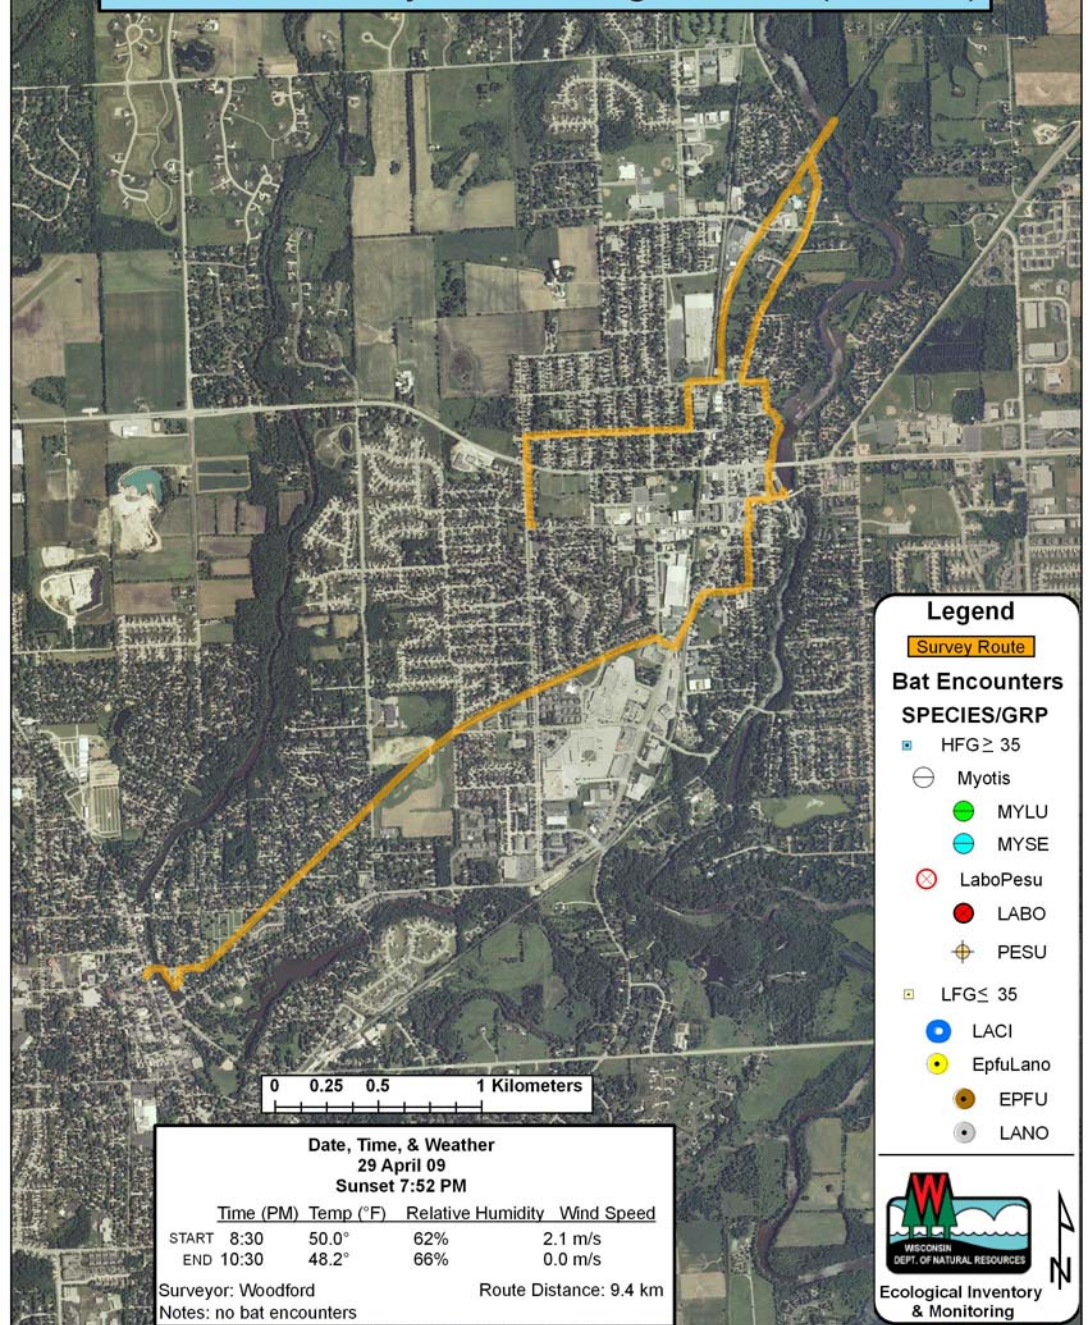 Legend
Survey Route
Bat Encounters
SPECIES/GRP
HFG ≥ 35
Myotis
MYLU
MYSE
LaboPesu
LABO
PESU
LFG ≤ 35
LACI
EpfuLano
EPFU
LANO
0 0.25 0.5 1 Kilometers
Date, Time, & Weather
29 April 09
Sunset 7:52 PM
Time (PM) Temp (°F) Relative Humidity Wind Speed
START 8:30 50.0° 62% 2.1 m/s
END 10:30 48.2° 66% 0.0 m/s
Surveyor: Woodford Route Distance: 9.4 km
Notes: no bat encounters
W
WISCONSIN
DEPT. OF NATURAL RESOURCES
N
Ecological Inventory
& Monitoring